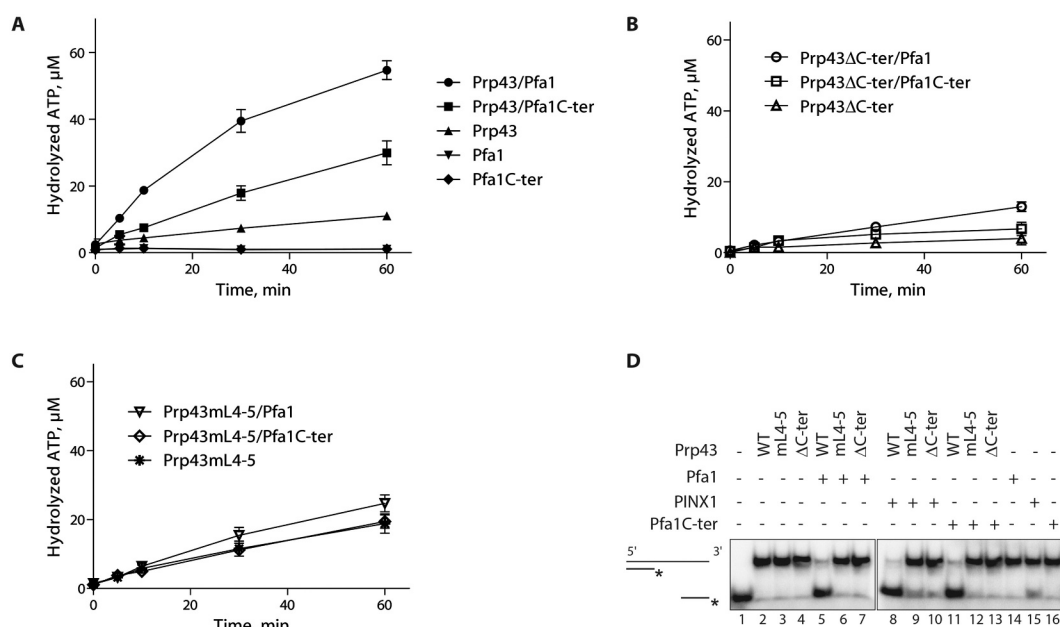 A
Hydrolyzed ATP, µM
60
40
20
0
0
20
40
60
Time, min
Prp43/Pfa1
Prp43/Pfa1C-ter
Prp43
Pfa1
Pfa1C-ter
B
Hydrolyzed ATP, µM
60
40
20
0
0
20
40
60
Time, min
Prp43ΔC-ter/Pfa1
Prp43ΔC-ter/Pfa1C-ter
Prp43ΔC-ter
C
Hydrolyzed ATP, µM
60
40
20
0
0
20
40
60
Prp43mL4-5/Pfa1
Prp43mL4-5/Pfa1C-ter
Prp43mL4-5
D
Prp43 - WT mL4-5 ΔC-ter WT mL4-5 ΔC-ter WT mL4-5 ΔC-ter WT mL4-5 ΔC-ter - - -
Pfa1 - - - - + + + - - - - - - + - -
PINX1 - - - - - - - + + + - - - - + -
Pfa1C-ter - - - - - - - - - - + + + - - +
5' 3'
*
*
1 2 3 4 5 6 7 8 9 10 11 12 13 14 15 16